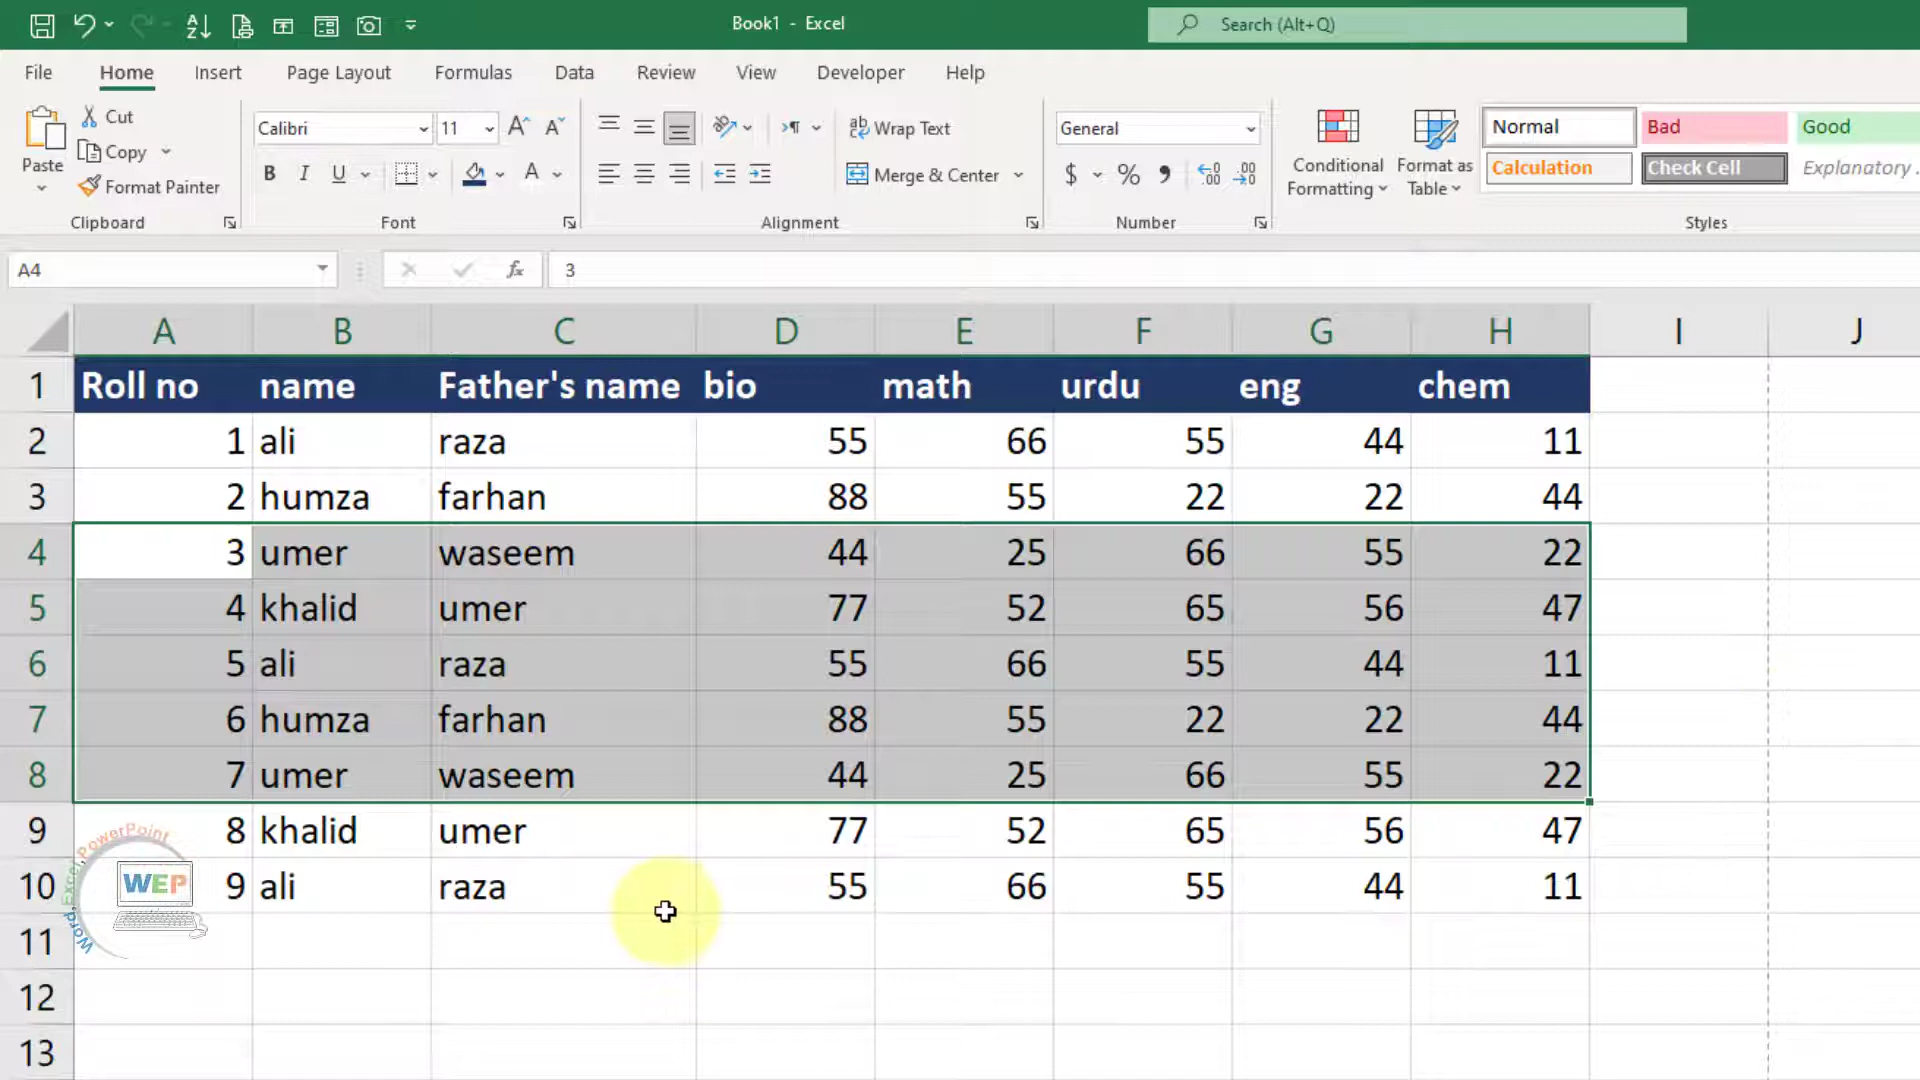 Book1 - Excel
Search (Alt+Q)
File Home Insert Page Layout Formulas Data Review View Developer Help
Paste
Cut
Copy
Format Painter
Clipboard
Calibri 11
B I U
Font
Wrap Text
Merge & Center
Alignment
General
$ % ,
Number
Conditional Formatting
Format as Table
Normal Bad Good
Calculation Check Cell Explanatory ...
Styles
A4 fx 3
A B C D E F G H I J
1 Roll no name Father's name bio math urdu eng chem
2 1 ali raza 55 66 55 44 11
3 2 humza farhan 88 55 22 22 44
4 3 umer waseem 44 25 66 55 22
5 4 khalid umer 77 52 65 56 47
6 5 ali raza 55 66 55 44 11
7 6 humza farhan 88 55 22 22 44
8 7 umer waseem 44 25 66 55 22
9 8 khalid umer 77 52 65 56 47
10 9 ali raza 55 66 55 44 11
11
12
13
Word,Excel,PowerPoint
WEP